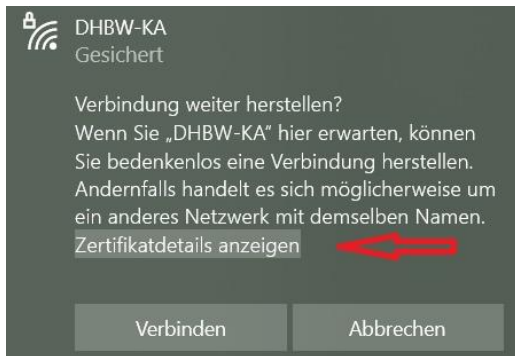 DHBW-KA
Gesichert
Verbindung weiter herstellen?
Wenn Sie „DHBW-KA“ hier erwarten, können
Sie bedenkenlos eine Verbindung herstellen.
Andernfalls handelt es sich möglicherweise um
ein anderes Netzwerk mit demselben Namen.
Zertifikatdetails anzeigen
Verbinden
Abbrechen